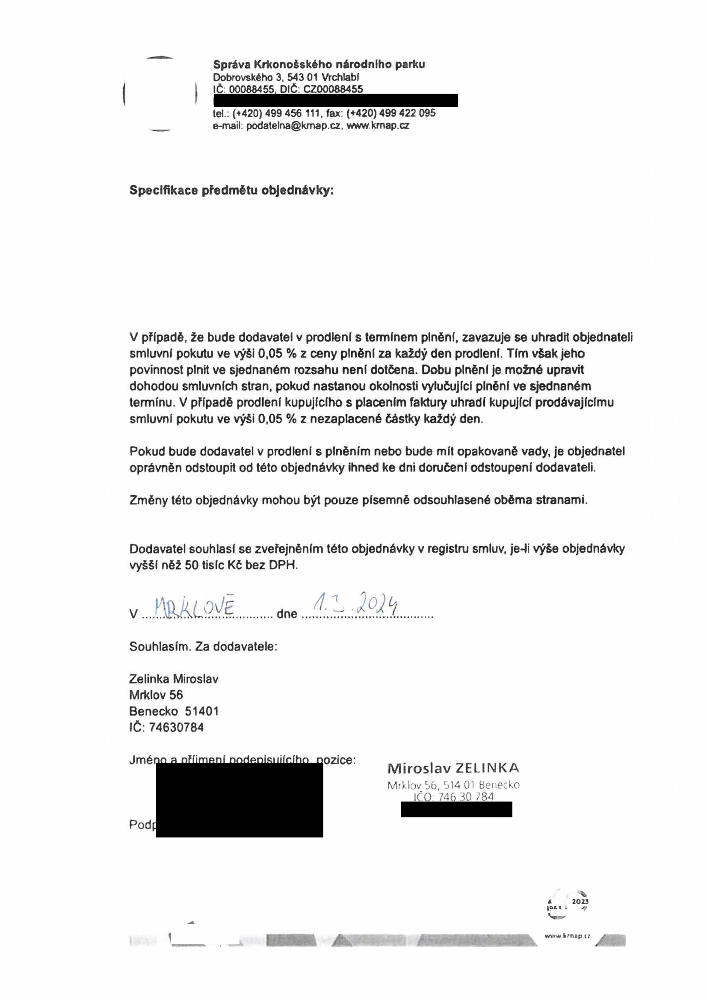 Správa Krkonošského národního parku
Dobrovského 3, 543 01 Vrchlabí
IČ: 00088455, DIČ: CZ00088455
tel.: (+420) 499 456 111, fax: (+420) 499 422 095
e-mail: podatelna@krnap.cz, www.krnap.cz
Specifikace předmětu objednávky:
V případě, že bude dodavatel v prodlení s termínem plnění, zavazuje se uhradit objednateli
smluvní pokutu ve výši 0,05 % z ceny plnění za každý den prodlení. Tím však jeho
povinnost plnit ve sjednaném rozsahu není dotčena. Dobu plnění je možné upravit
dohodou smluvních stran, pokud nastanou okolnosti vylučující plnění ve sjednaném
termínu. V případě prodlení kupujícího s placením faktury uhradí kupující prodávajícímu
smluvní pokutu ve výši 0,05 % z nezaplacené částky každý den.
Pokud bude dodavatel v prodlení s plněním nebo bude mít opakovaně vady, je objednatel
oprávněn odstoupit od této objednávky ihned ke dni doručení odstoupení dodavateli.
Změny této objednávky mohou být pouze písemně odsouhlasené oběma stranami.
Dodavatel souhlasí se zveřejněním této objednávky v registru smluv, je-li výše objednávky
vyšší něž 50 tisíc Kč bez DPH.
V MRKLOVĚ dne 1.3.2024
Souhlasím. Za dodavatele:
Zelinka Miroslav
Mrklov 56
Benecko 51401
IČ: 74630784
Jméno a příjmení podepisujícího, pozice:
Miroslav ZELINKA
Mrklov 56, 514 01 Benecko
IČO: 746 30 784
Podp
2023
www.krnap.cz